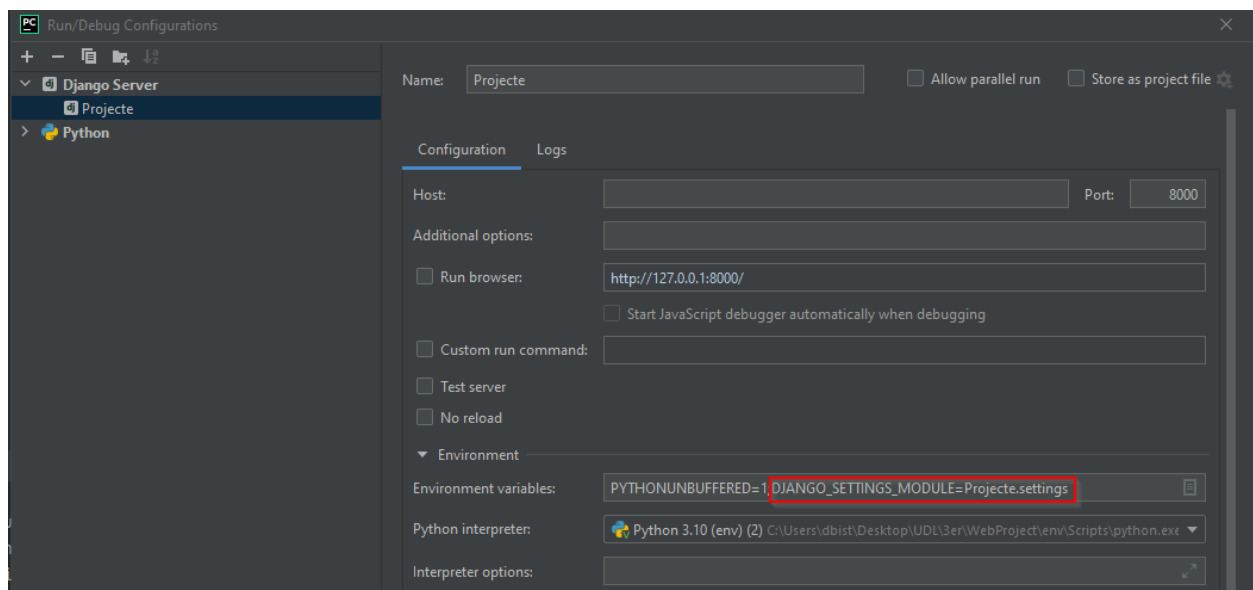 PC Run/Debug Configurations
Django Server
Projecte
Python
Name: Projecte
Allow parallel run
Store as project file
Configuration Logs
Host: Port: 8000
Additional options:
Run browser: http://127.0.0.1:8000/
Start JavaScript debugger automatically when debugging
Custom run command:
Test server
No reload
Environment
Environment variables: PYTHONUNBUFFERED=1;DJANGO_SETTINGS_MODULE=Projecte.settings
Python interpreter: Python 3.10 (env) (2) C:\Users\dbist\Desktop\UDL\3er\WebProject\env\Scripts\python.exe
Interpreter options: